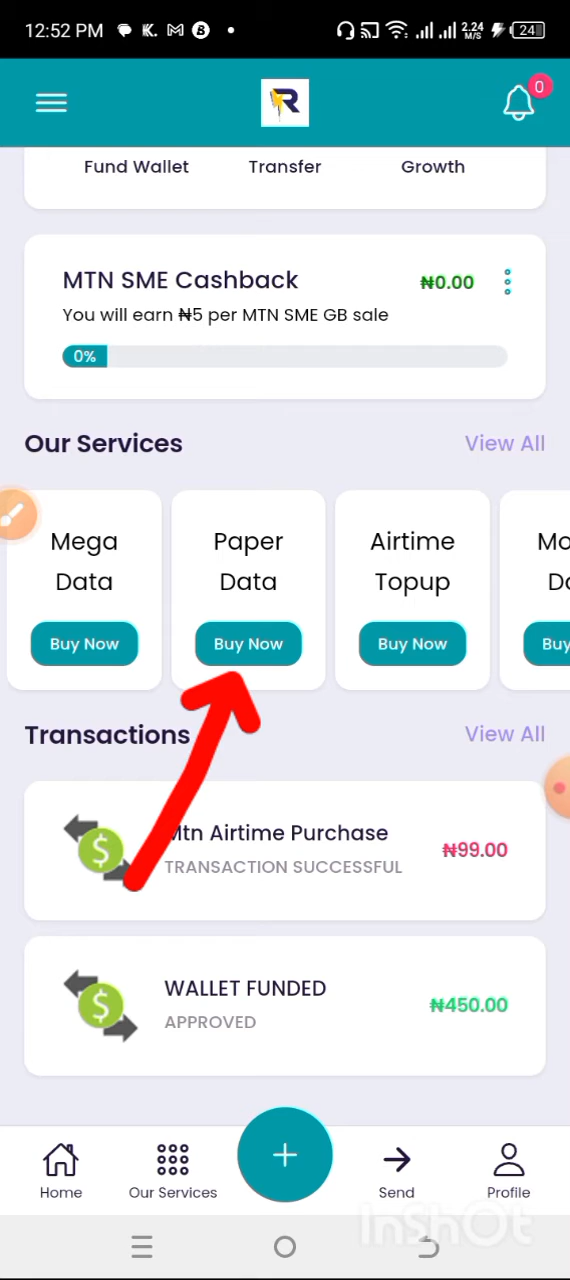 12:52 PM K. M B 2.24 M/S 24
R 0
Fund Wallet Transfer Growth
MTN SME Cashback ₦0.00
You will earn ₦5 per MTN SME GB sale
0%
Our Services View All
Mega Data
Paper Data
Airtime Topup
Mo
Da
Buy Now Buy Now Buy Now Buy
Transactions View All
Mtn Airtime Purchase ₦99.00
TRANSACTION SUCCESSFUL
WALLET FUNDED ₦450.00
APPROVED
Home Our Services Send Profile
InShOt